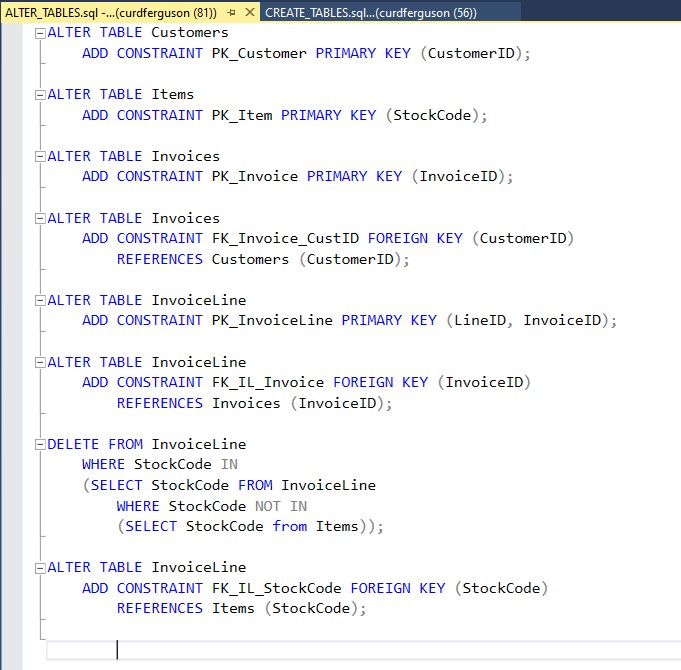 ALTER_TABLES.sql -...(curdferguson (81)) CREATE_TABLES.sql...(curdferguson (56))
ALTER TABLE Customers
ADD CONSTRAINT PK_Customer PRIMARY KEY (CustomerID);
ALTER TABLE Items
ADD CONSTRAINT PK_Item PRIMARY KEY (StockCode);
ALTER TABLE Invoices
ADD CONSTRAINT PK_Invoice PRIMARY KEY (InvoiceID);
ALTER TABLE Invoices
ADD CONSTRAINT FK_Invoice_CustID FOREIGN KEY (CustomerID)
REFERENCES Customers (CustomerID);
ALTER TABLE InvoiceLine
ADD CONSTRAINT PK_InvoiceLine PRIMARY KEY (LineID, InvoiceID);
ALTER TABLE InvoiceLine
ADD CONSTRAINT FK_IL_Invoice FOREIGN KEY (InvoiceID)
REFERENCES Invoices (InvoiceID);
DELETE FROM InvoiceLine
WHERE StockCode IN
(SELECT StockCode FROM InvoiceLine
WHERE StockCode NOT IN
(SELECT StockCode from Items));
ALTER TABLE InvoiceLine
ADD CONSTRAINT FK_IL_StockCode FOREIGN KEY (StockCode)
REFERENCES Items (StockCode);